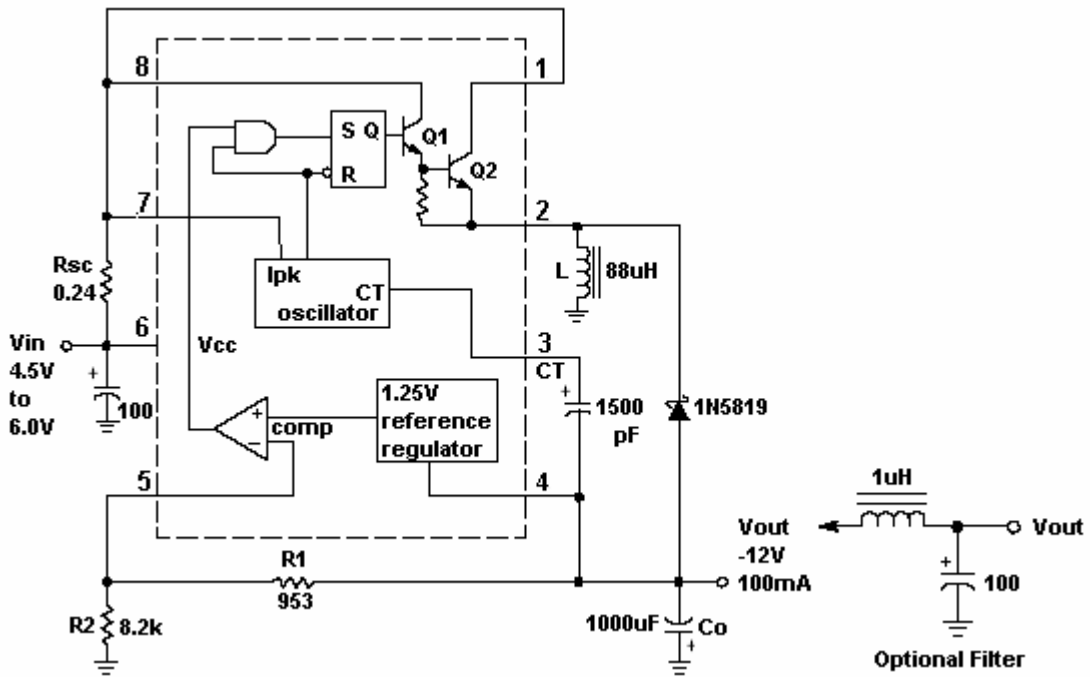 8
1
S Q
Q1
R
Q2
7
2
Rsc
0.24
Ipk
CT
oscillator
L
88uH
6
Vin
4.5V
to
6.0V
Vcc
3
CT
+
100
1.25V
reference
regulator
+
comp
−
+
1500
pF
1N5819
5
4
1uH
Vout
-12V
100mA
Vout
R1
953
+
100
R2
8.2k
1000uF
Co
+
Optional Filter